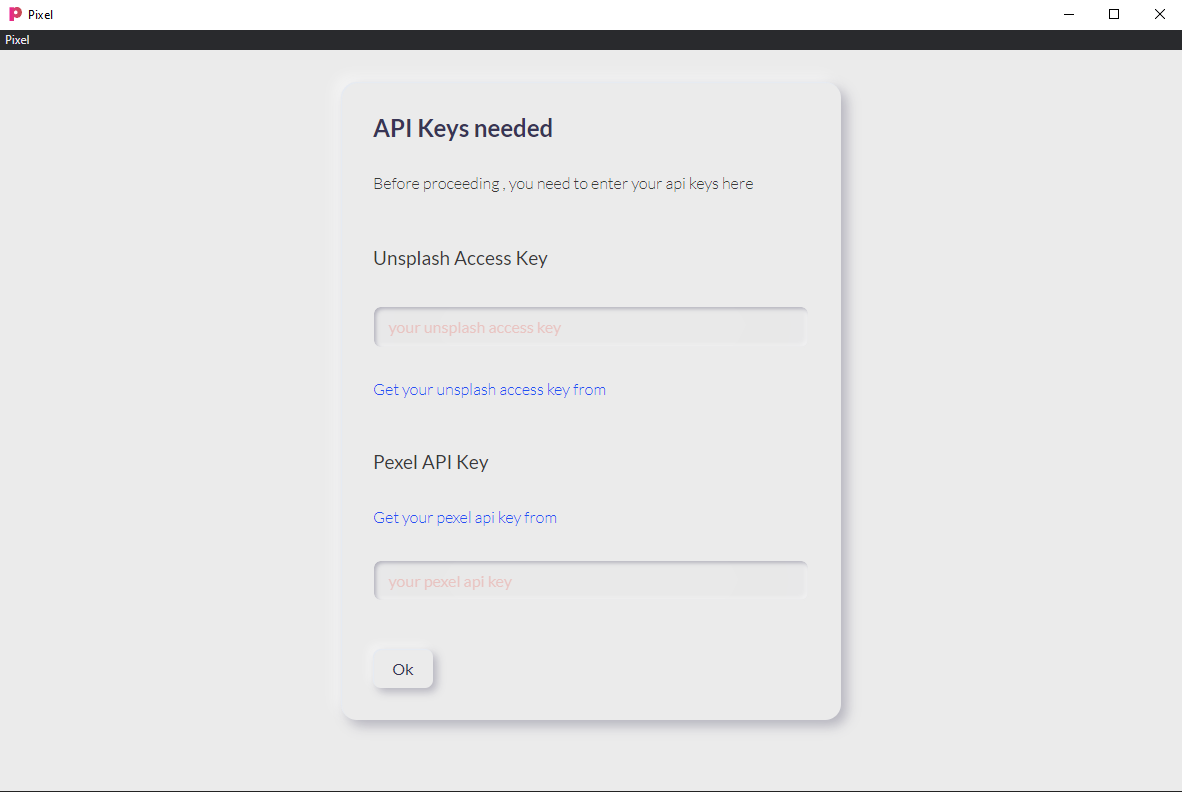 Pixel
Pixel
API Keys needed
Before proceeding , you need to enter your api keys here
Unsplash Access Key
your unsplash access key
Get your unsplash access key from
Pexel API Key
Get your pexel api key from
your pexel api key
Ok